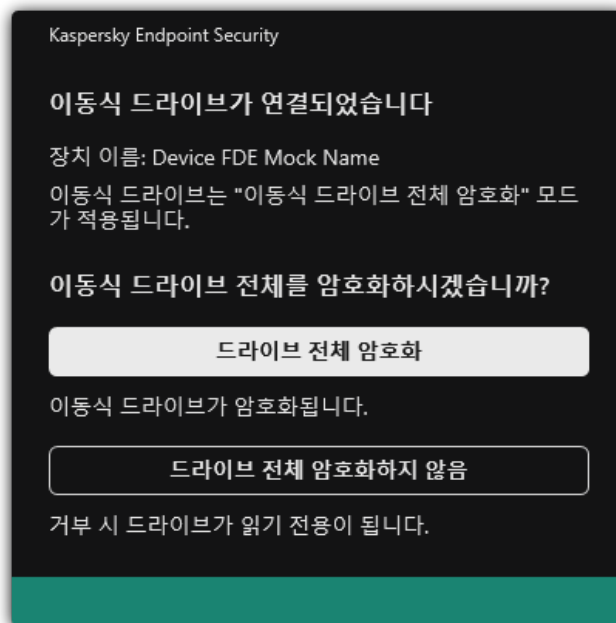 Kaspersky Endpoint Security
이동식 드라이브가 연결되었습니다
장치 이름: Device FDE Mock Name
이동식 드라이브는 "이동식 드라이브 전체 암호화" 모드
가 적용됩니다.
이동식 드라이브 전체를 암호화하시겠습니까?
드라이브 전체 암호화
이동식 드라이브가 암호화됩니다.
드라이브 전체 암호화하지 않음
거부 시 드라이브가 읽기 전용이 됩니다.